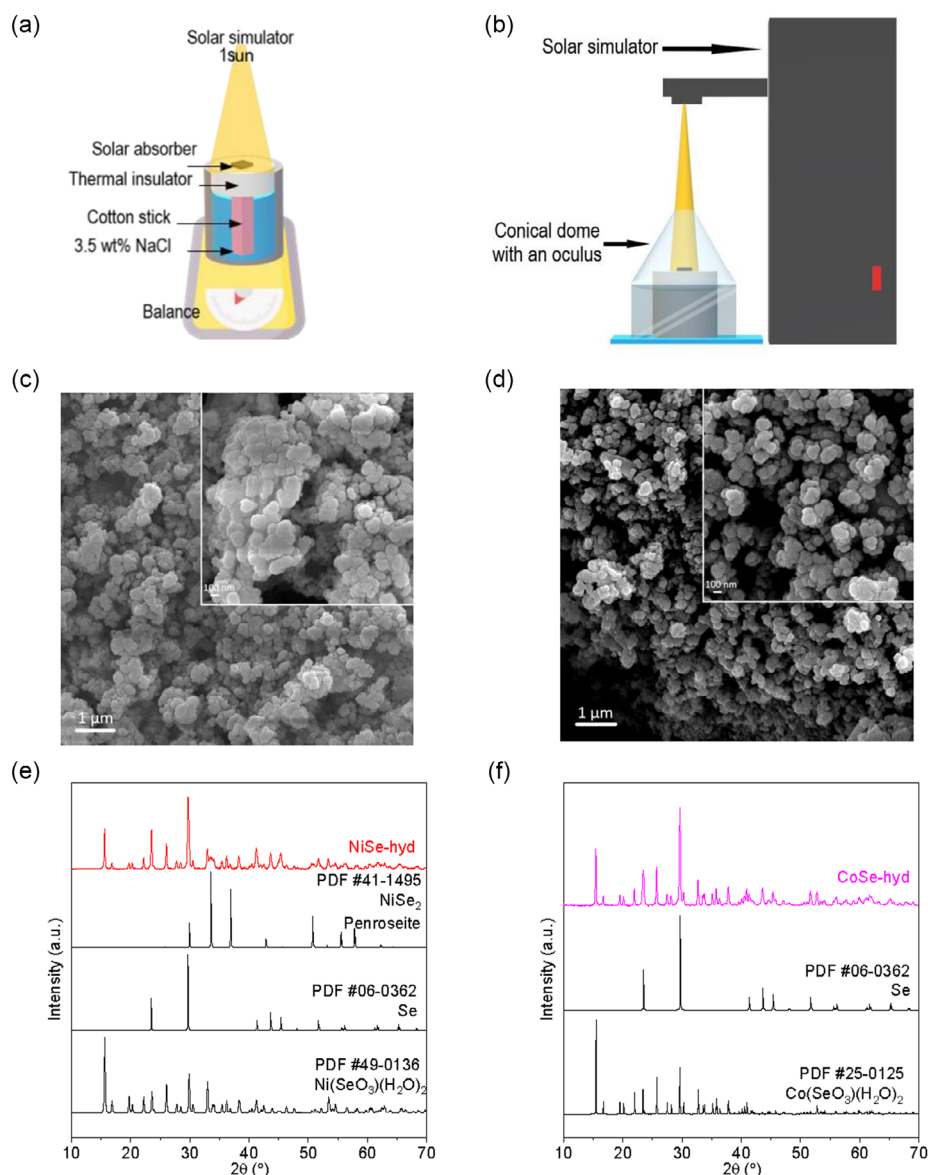 (a)
Solar simulator
1sun
Solar absorber
Thermal insulator
Cotton stick
3.5 wt% NaCl
Balance
(b)
Solar simulator
Conical dome
with an oculus
(c)
100 nm
1 µm
(d)
100 nm
1 µm
(e)
NiSe-hyd
PDF #41-1495
NiSe₂
Penroseite
PDF #06-0362
Se
PDF #49-0136
Ni(SeO₃)(H₂O)₂
Intensity (a.u.)
10 20 30 40 50 60 70
2θ (°)
(f)
CoSe-hyd
PDF #06-0362
Se
PDF #25-0125
Co(SeO₃)(H₂O)₂
Intensity (a.u.)
10 20 30 40 50 60 70
2θ (°)